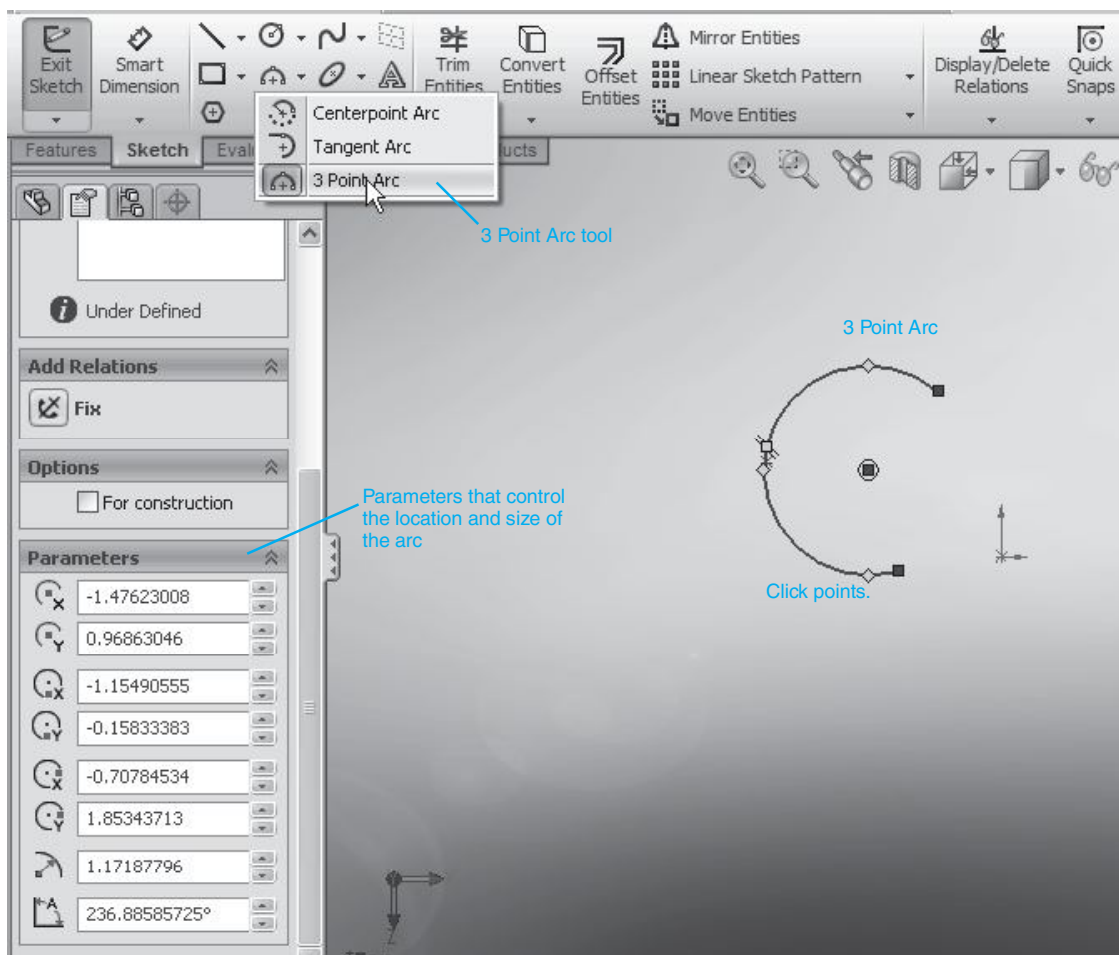 Exit Sketch
Smart Dimension
Trim Entities
Convert Entities
Offset Entities
Mirror Entities
Linear Sketch Pattern
Move Entities
Display/Delete Relations
Quick Snaps
Centerpoint Arc
Tangent Arc
3 Point Arc
Features
Sketch
3 Point Arc tool
Under Defined
3 Point Arc
Add Relations
Fix
Options
For construction
Parameters that control
the location and size of
the arc
Parameters
Click points.
X -1.47623008
Y 0.96863046
X -1.15490555
Y -0.15833383
X -0.70784534
Y 1.85343713
1.17187796
A 236.88585725°
Z